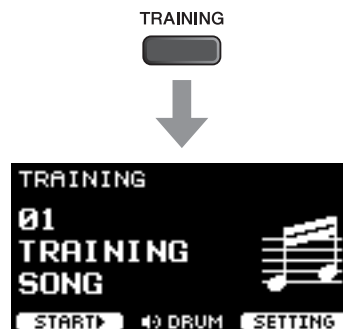 TRAINING
TRAINING
01
TRAINING
SONG
START▶ 🔊 DRUM SETTING